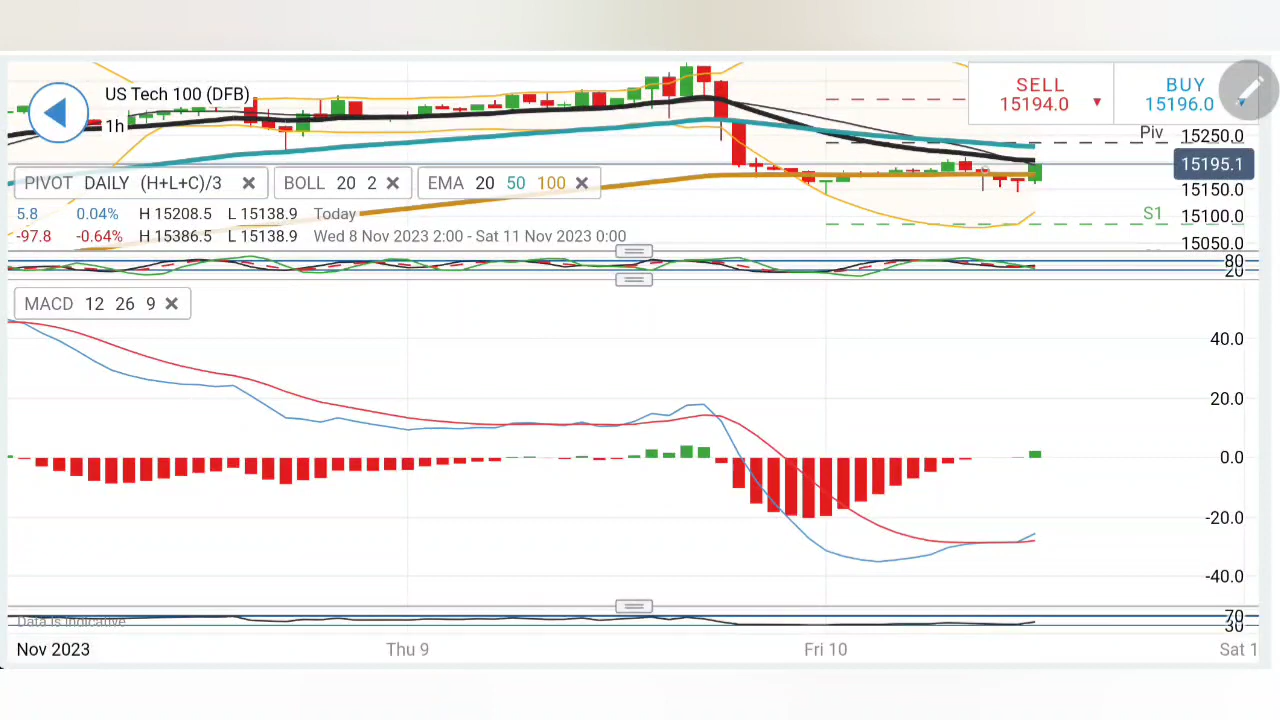 US Tech 100 (DFB)
1h
SELL
15194.0
BUY
15196.0
Piv
15250.0
15195.1
15150.0
S1
15100.0
15050.0
PIVOT DAILY (H+L+C)/3
BOLL 20 2
EMA 20 50 100
5.8 0.04% H 15208.5 L 15138.9 Today
-97.8 -0.64% H 15386.5 L 15138.9 Wed 8 Nov 2023 2:00 - Sat 11 Nov 2023 0:00
80
20
MACD 12 26 9
40.0
20.0
0.0
-20.0
-40.0
70
30
Data is indicative
Nov 2023 Thu 9 Fri 10 Sat 1